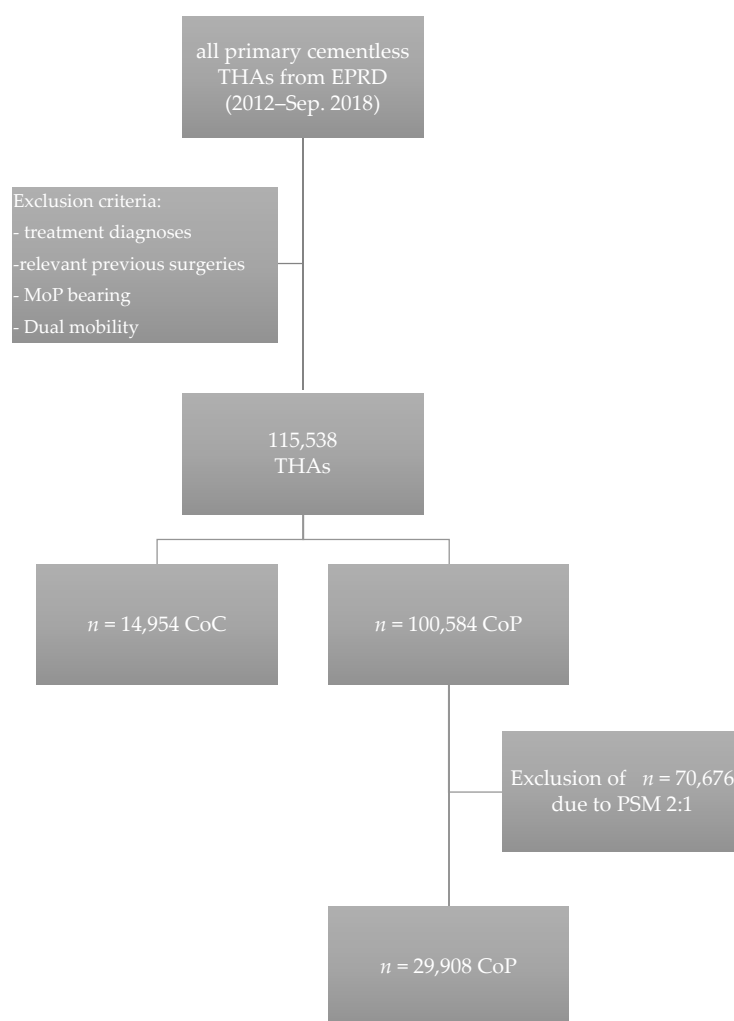 all primary cementless
THAs from EPRD
(2012–Sep. 2018)
Exclusion criteria:
- treatment diagnoses
-relevant previous surgeries
- MoP bearing
- Dual mobility
115,538
THAs
n = 14,954 CoC
n = 100,584 CoP
Exclusion of n = 70,676
due to PSM 2:1
n = 29,908 CoP